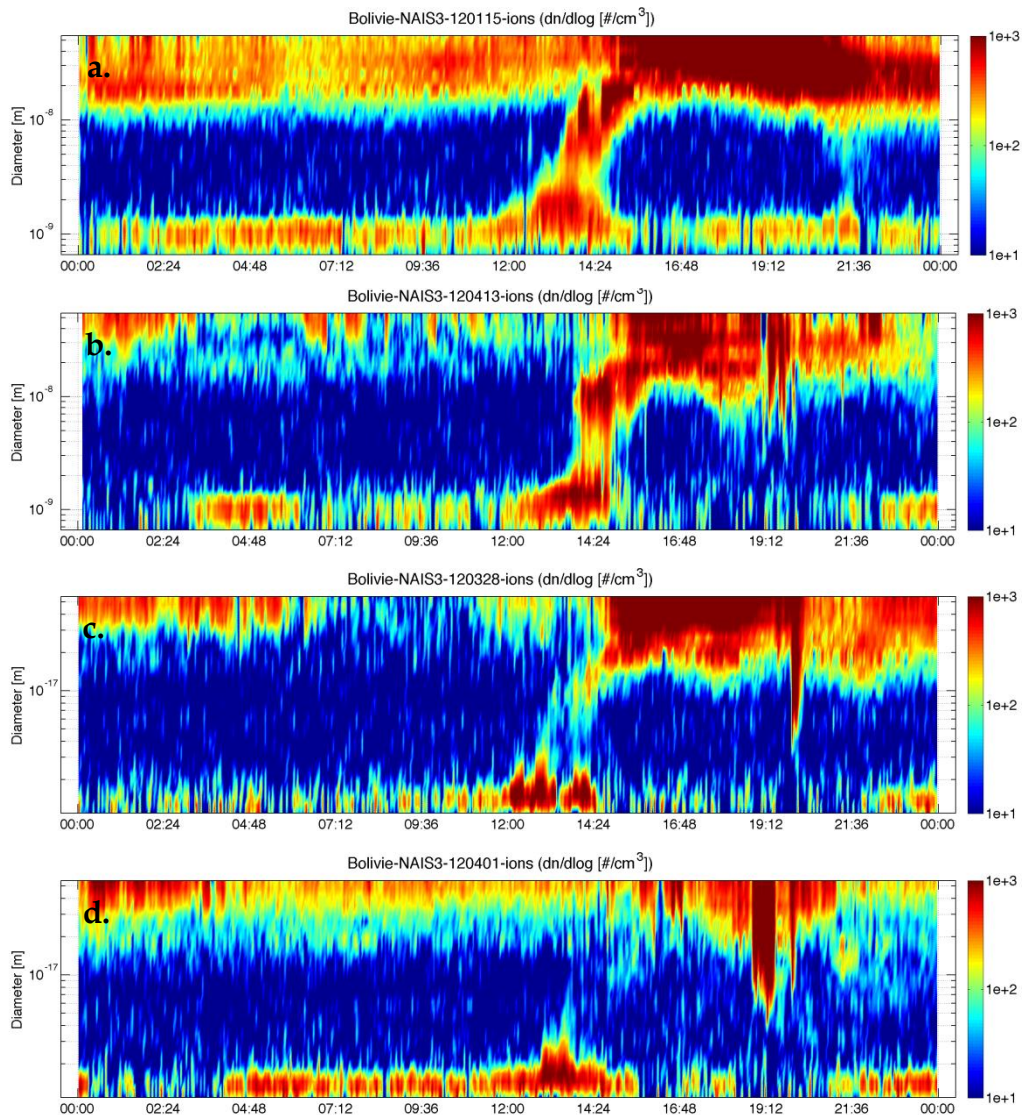 Bolivie-NAIS3-120115-ions (dn/dlog [#/cm³])
a.
Diameter [m]
10⁻⁸
10⁻⁹
1e+3
1e+2
1e+1
00:00 02:24 04:48 07:12 09:36 12:00 14:24 16:48 19:12 21:36 00:00
Bolivie-NAIS3-120413-ions (dn/dlog [#/cm³])
b.
Diameter [m]
10⁻⁸
10⁻⁹
1e+3
1e+2
1e+1
00:00 02:24 04:48 07:12 09:36 12:00 14:24 16:48 19:12 21:36 00:00
Bolivie-NAIS3-120328-ions (dn/dlog [#/cm³])
c.
Diameter [m]
10⁻¹⁷
1e+3
1e+2
1e+1
00:00 02:24 04:48 07:12 09:36 12:00 14:24 16:48 19:12 21:36 00:00
Bolivie-NAIS3-120401-ions (dn/dlog [#/cm³])
d.
Diameter [m]
10⁻¹⁷
1e+3
1e+2
1e+1
00:00 02:24 04:48 07:12 09:36 12:00 14:24 16:48 19:12 21:36 00:00